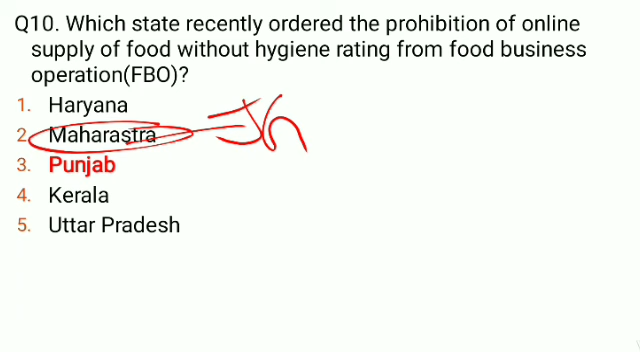 Q10. Which state recently ordered the prohibition of online
supply of food without hygiene rating from food business
operation(FBO)?
1. Haryana
2. Maharastra
3. Punjab
4. Kerala
5. Uttar Pradesh